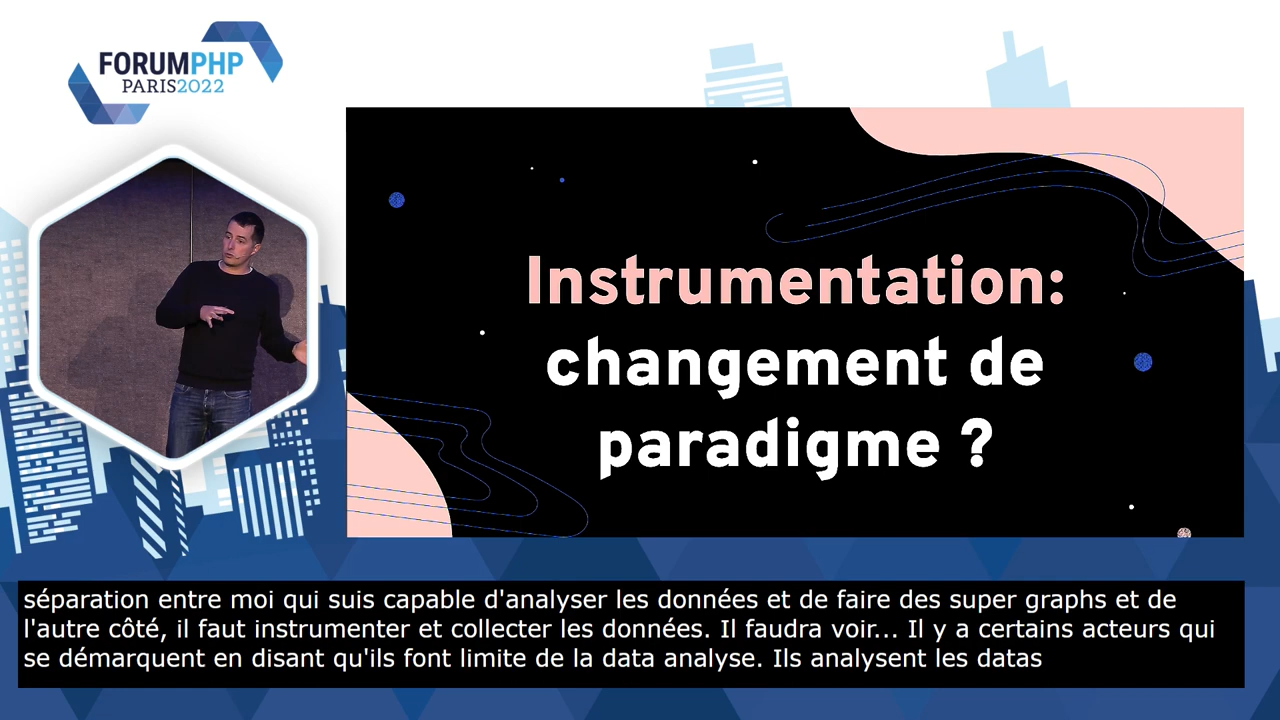 FORUMPHP
PARIS2022
Instrumentation:
changement de
paradigme ?
séparation entre moi qui suis capable d'analyser les données et de faire des super graphs et de
l'autre côté, il faut instrumenter et collecter les données. Il faudra voir... Il y a certains acteurs qui
se démarquent en disant qu'ils font limite de la data analyse. Ils analysent les datas